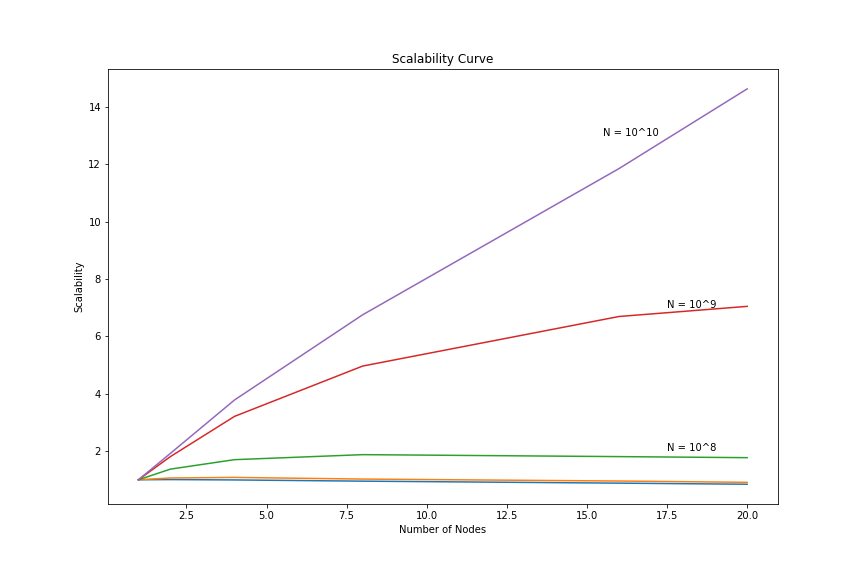 Scalability Curve
14
12
10
8
6
4
2
Scalability
N = 10^10
N = 10^9
N = 10^8
2.5
5.0
7.5
10.0
12.5
15.0
17.5
20.0
Number of Nodes